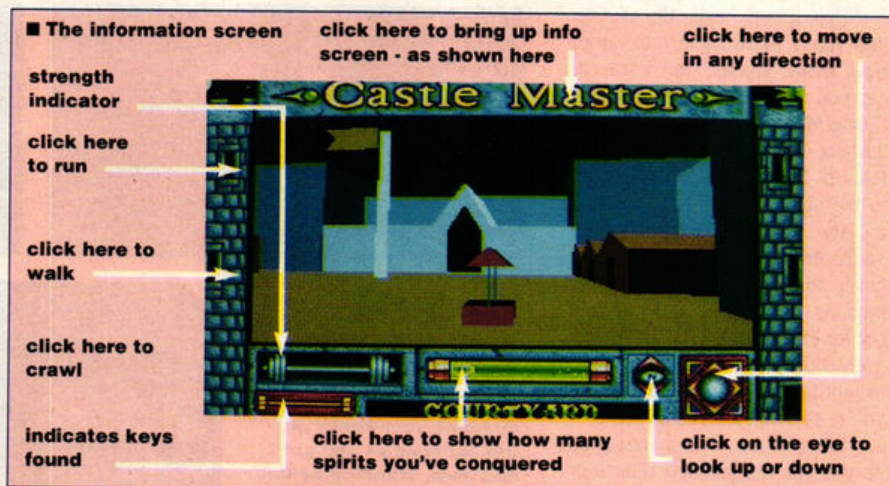 ■ The information screen
click here to bring up info
screen - as shown here
click here to move
in any direction
strength
indicator
Castle Master
click here
to run
click here to
walk
click here to
crawl
COURTYARD
indicates keys
found
click here to show how many
spirits you've conquered
click on the eye to
look up or down